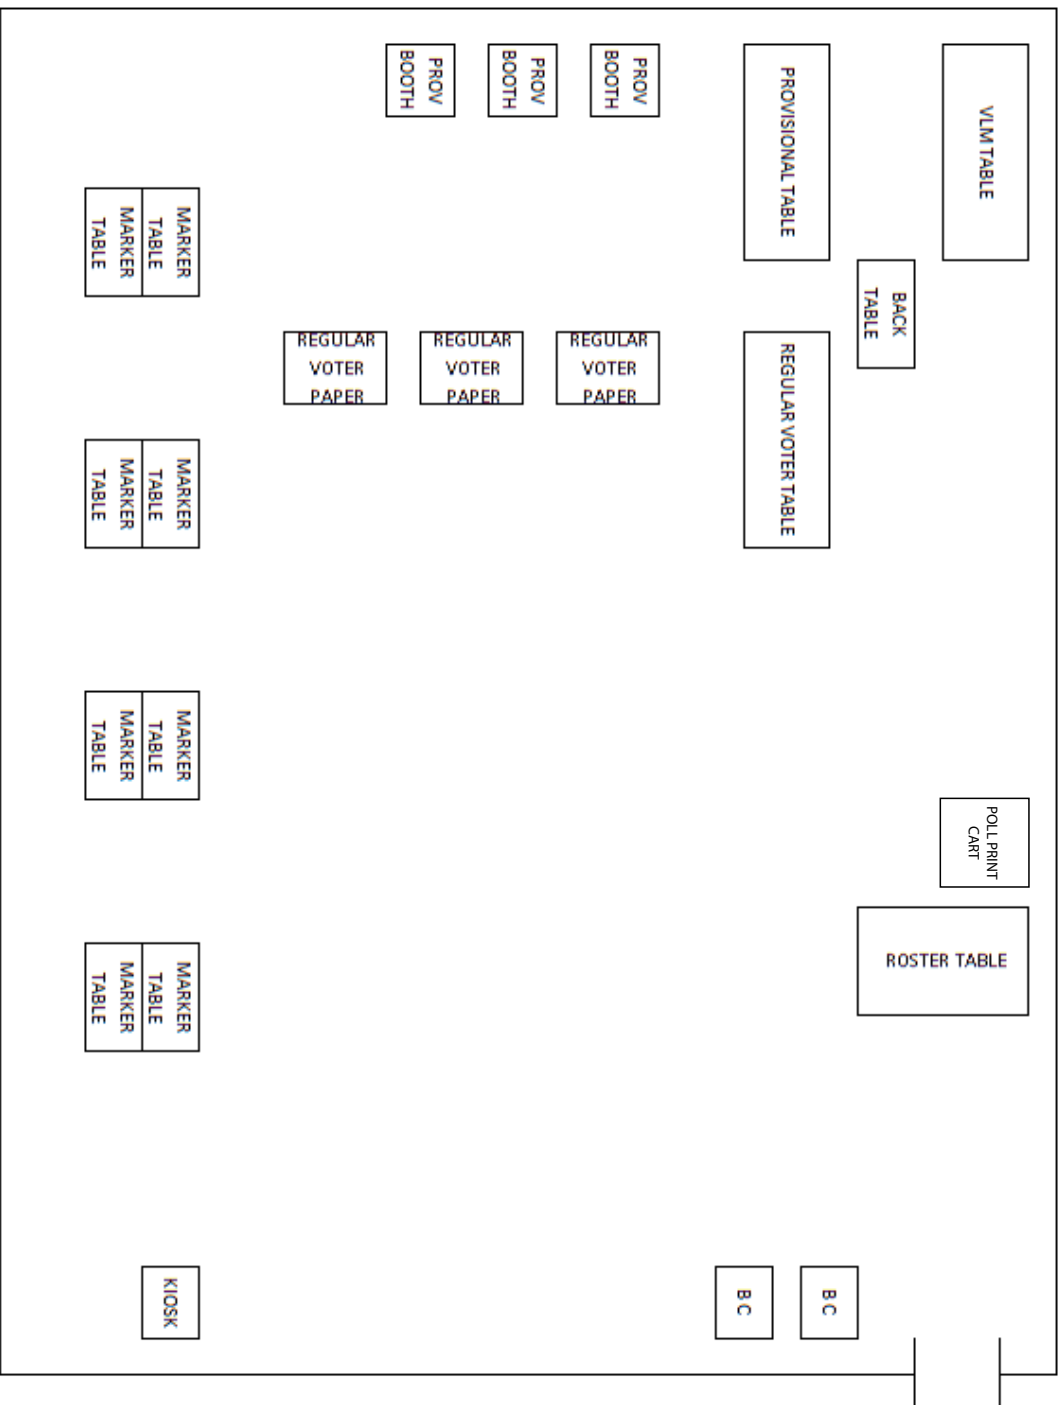 PROV
BOOTH
PROV
BOOTH
PROV
BOOTH
PROVISIONAL TABLE
VLM TABLE
MARKER
TABLE
MARKER
TABLE
BACK
TABLE
REGULAR
VOTER
PAPER
REGULAR
VOTER
PAPER
REGULAR
VOTER
PAPER
REGULAR VOTER TABLE
MARKER
TABLE
MARKER
TABLE
MARKER
TABLE
MARKER
TABLE
POLL PRINT
CART
ROSTER TABLE
MARKER
TABLE
MARKER
TABLE
KIOSK
BC
BC